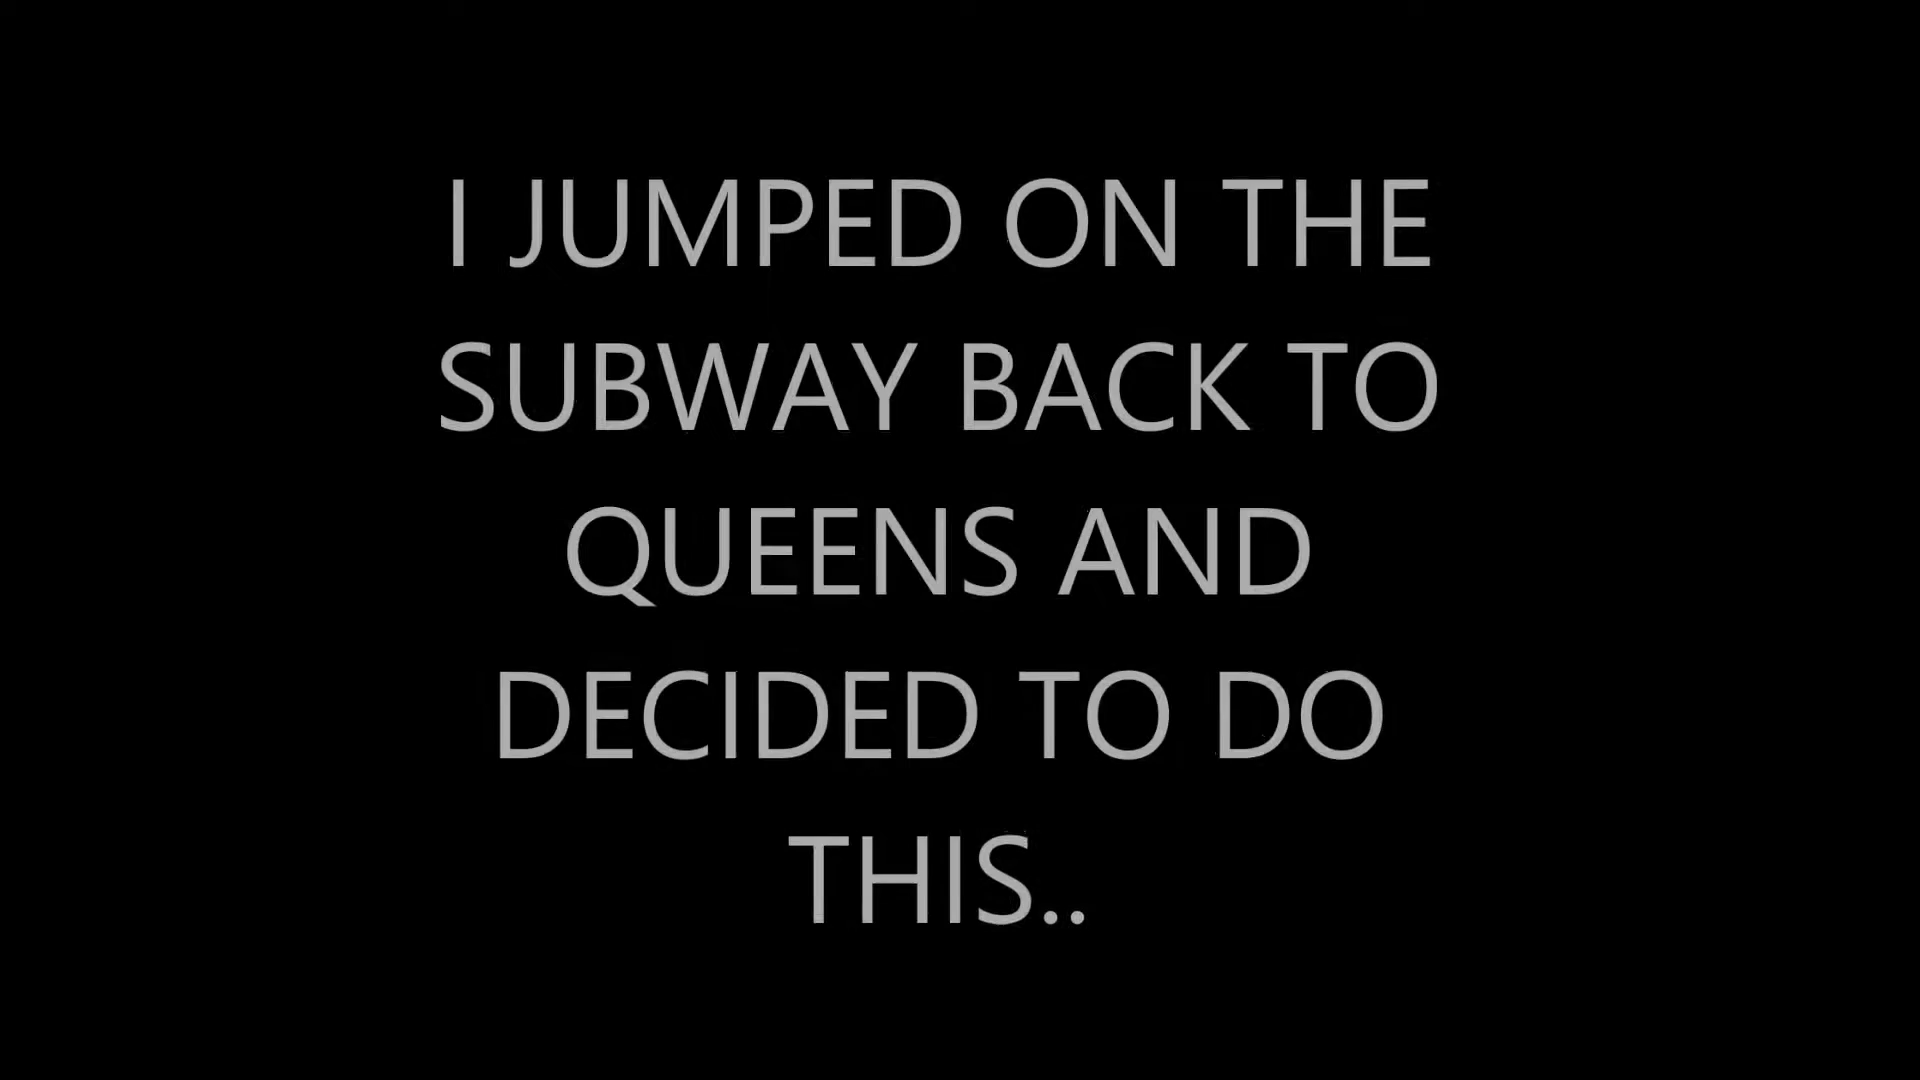 I JUMPED ON THE
SUBWAY BACK TO
QUEENS AND
DECIDED TO DO
THIS..